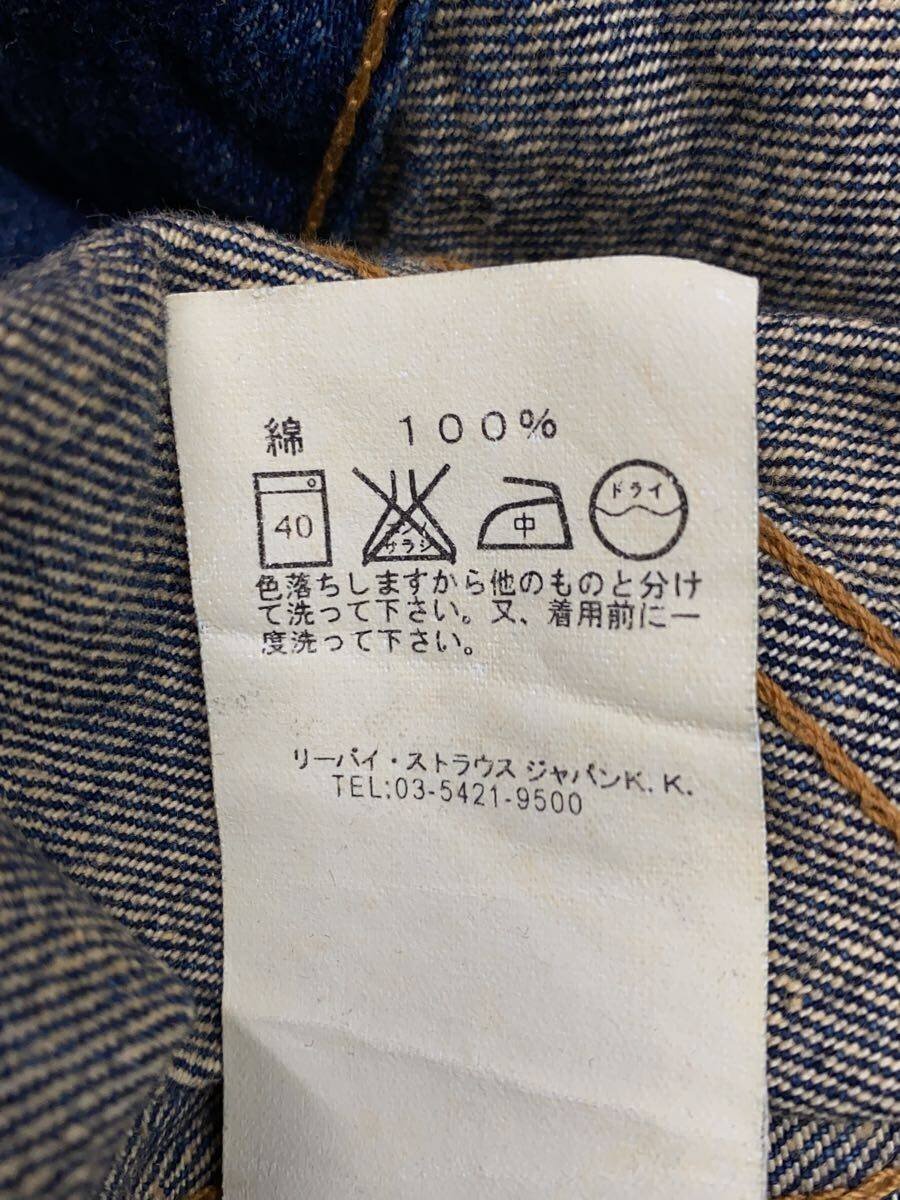 綿 100%
40 エンソ サラシ 中 ドライ
色落ちしますから他のものと分け
て洗って下さい。又、着用前に一
度洗って下さい。
リーバイ・ストラウス ジャパンK.K.
TEL:03-5421-9500